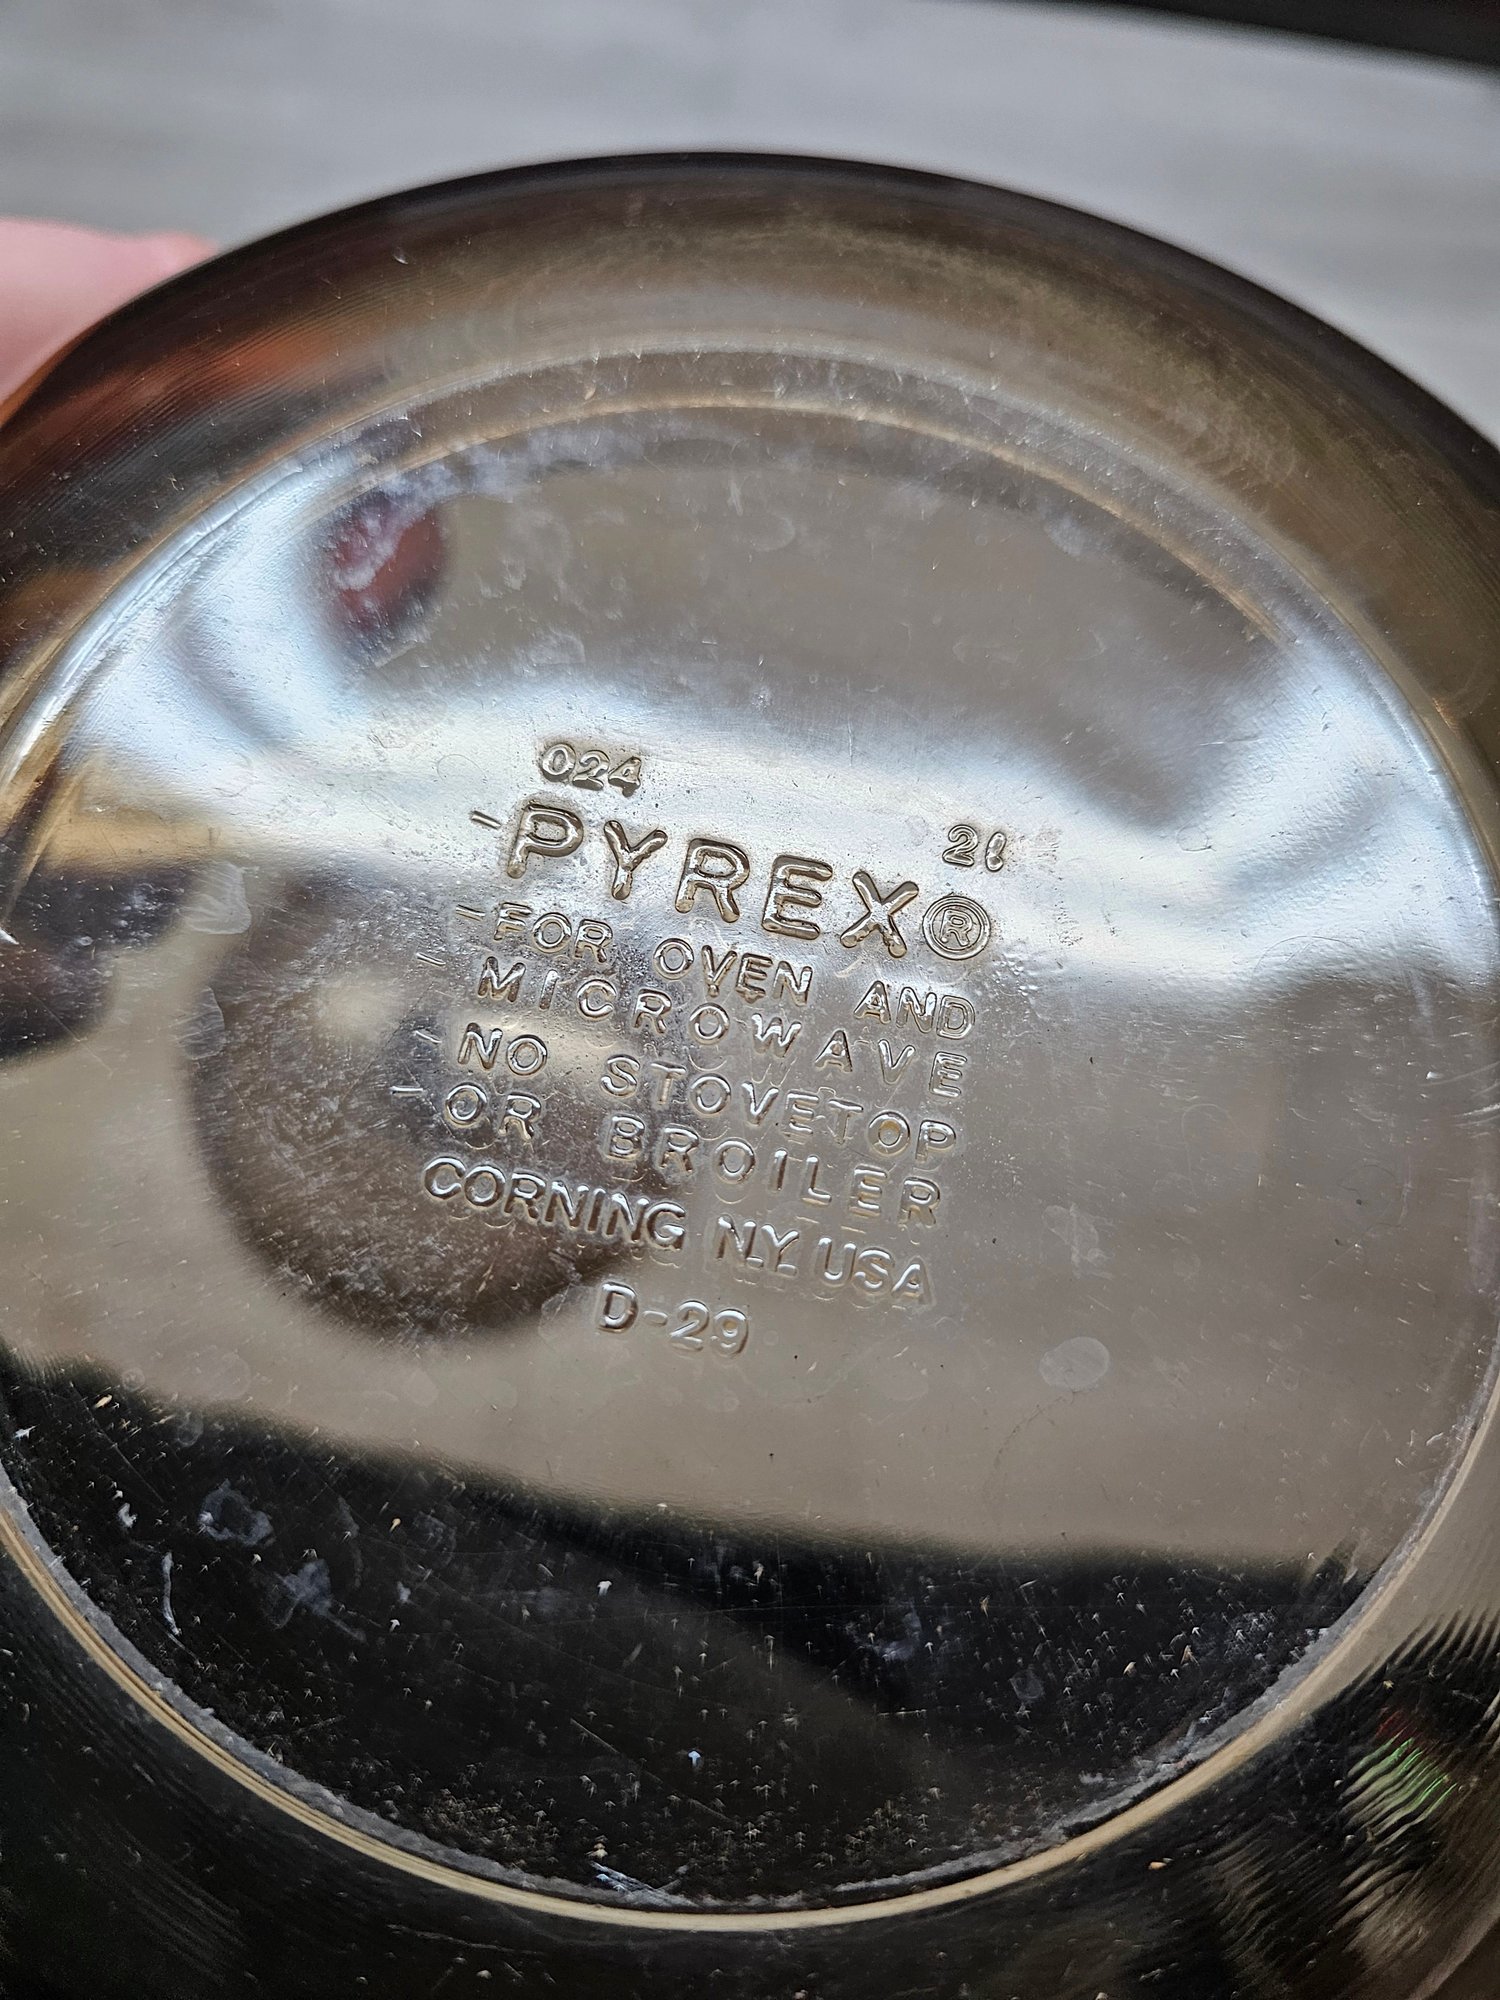 024
PYREX® 2ℓ
FOR OVEN AND
MICROWAVE
NO STOVETOP
OR BROILER
CORNING N.Y. USA
D-29